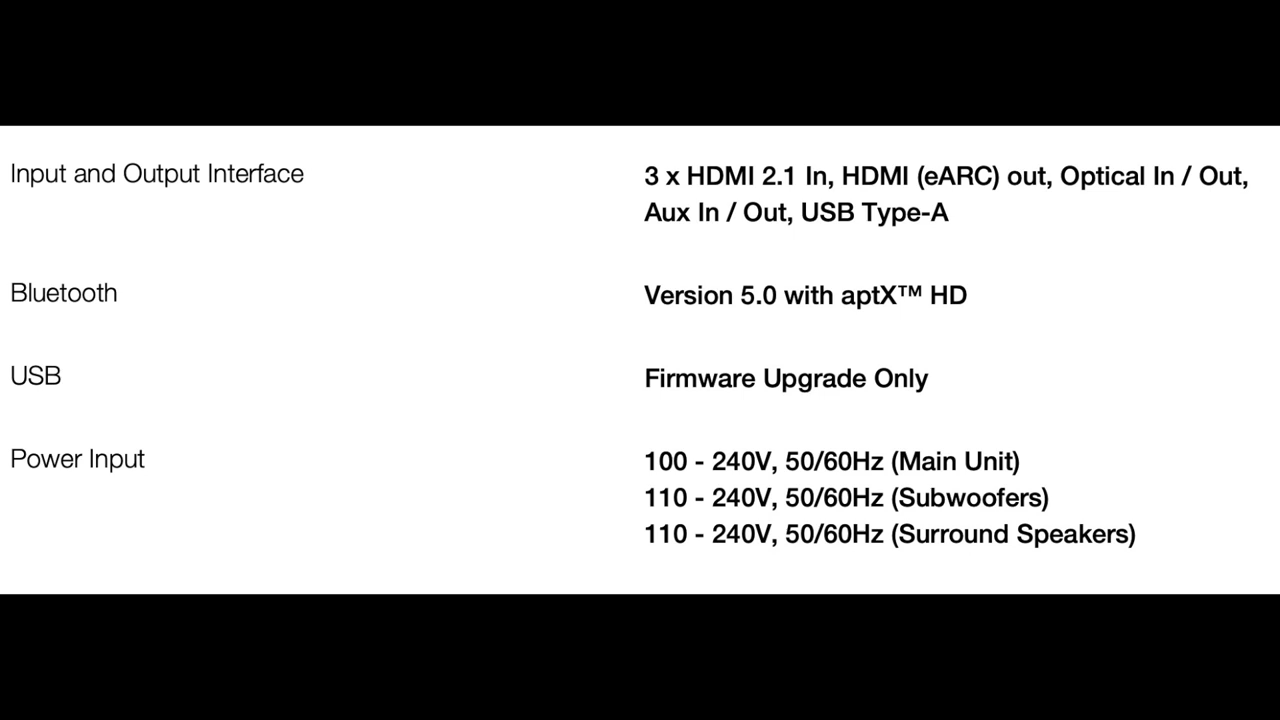 Input and Output Interface
3 x HDMI 2.1 In, HDMI (eARC) out, Optical In / Out,
Aux In / Out, USB Type-A
Bluetooth
Version 5.0 with aptX™ HD
USB
Firmware Upgrade Only
Power Input
100 - 240V, 50/60Hz (Main Unit)
110 - 240V, 50/60Hz (Subwoofers)
110 - 240V, 50/60Hz (Surround Speakers)